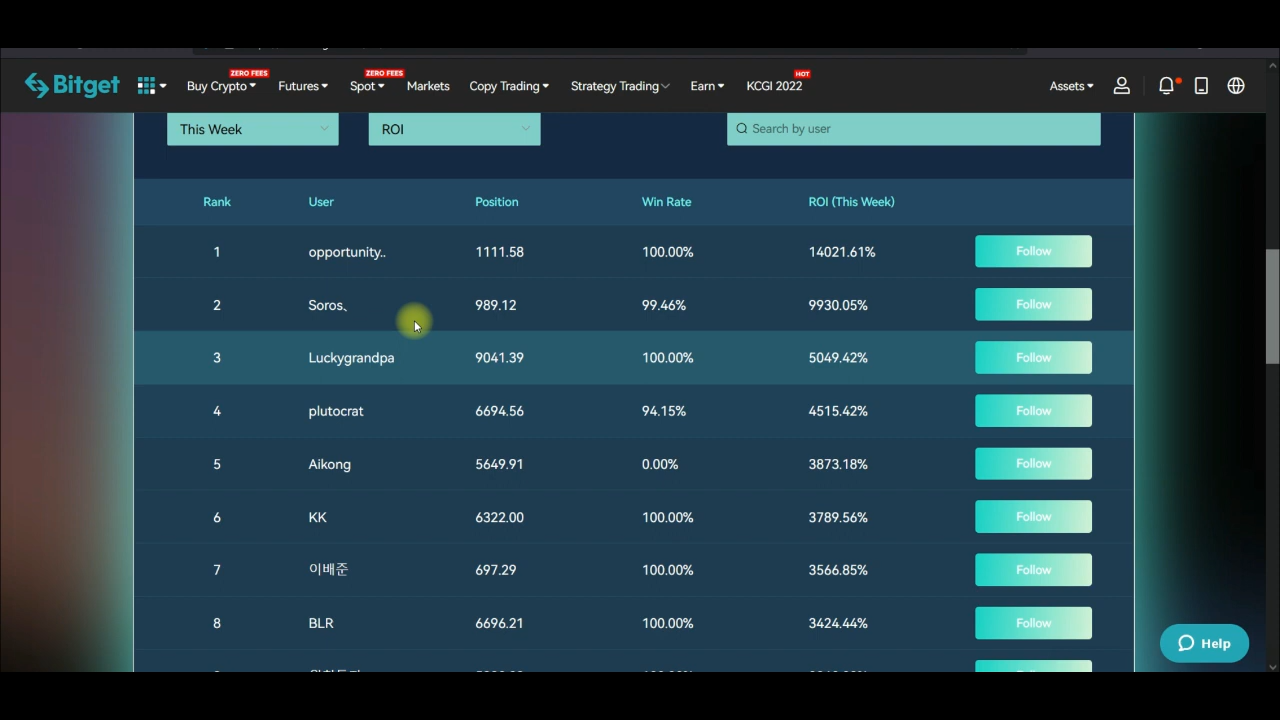 ZERO FEES ZERO FEES HOT
Bitget Buy Crypto Futures Spot Markets Copy Trading Strategy Trading Earn KCGI 2022 Assets
This Week ROI Search by user
Rank User Position Win Rate ROI (This Week)
1 opportunity.. 1111.58 100.00% 14021.61% Follow
2 Soros、 989.12 99.46% 9930.05% Follow
3 Luckygrandpa 9041.39 100.00% 5049.42% Follow
4 plutocrat 6694.56 94.15% 4515.42% Follow
5 Aikong 5649.91 0.00% 3873.18% Follow
6 KK 6322.00 100.00% 3789.56% Follow
7 이배준 697.29 100.00% 3566.85% Follow
8 BLR 6696.21 100.00% 3424.44% Follow
Help